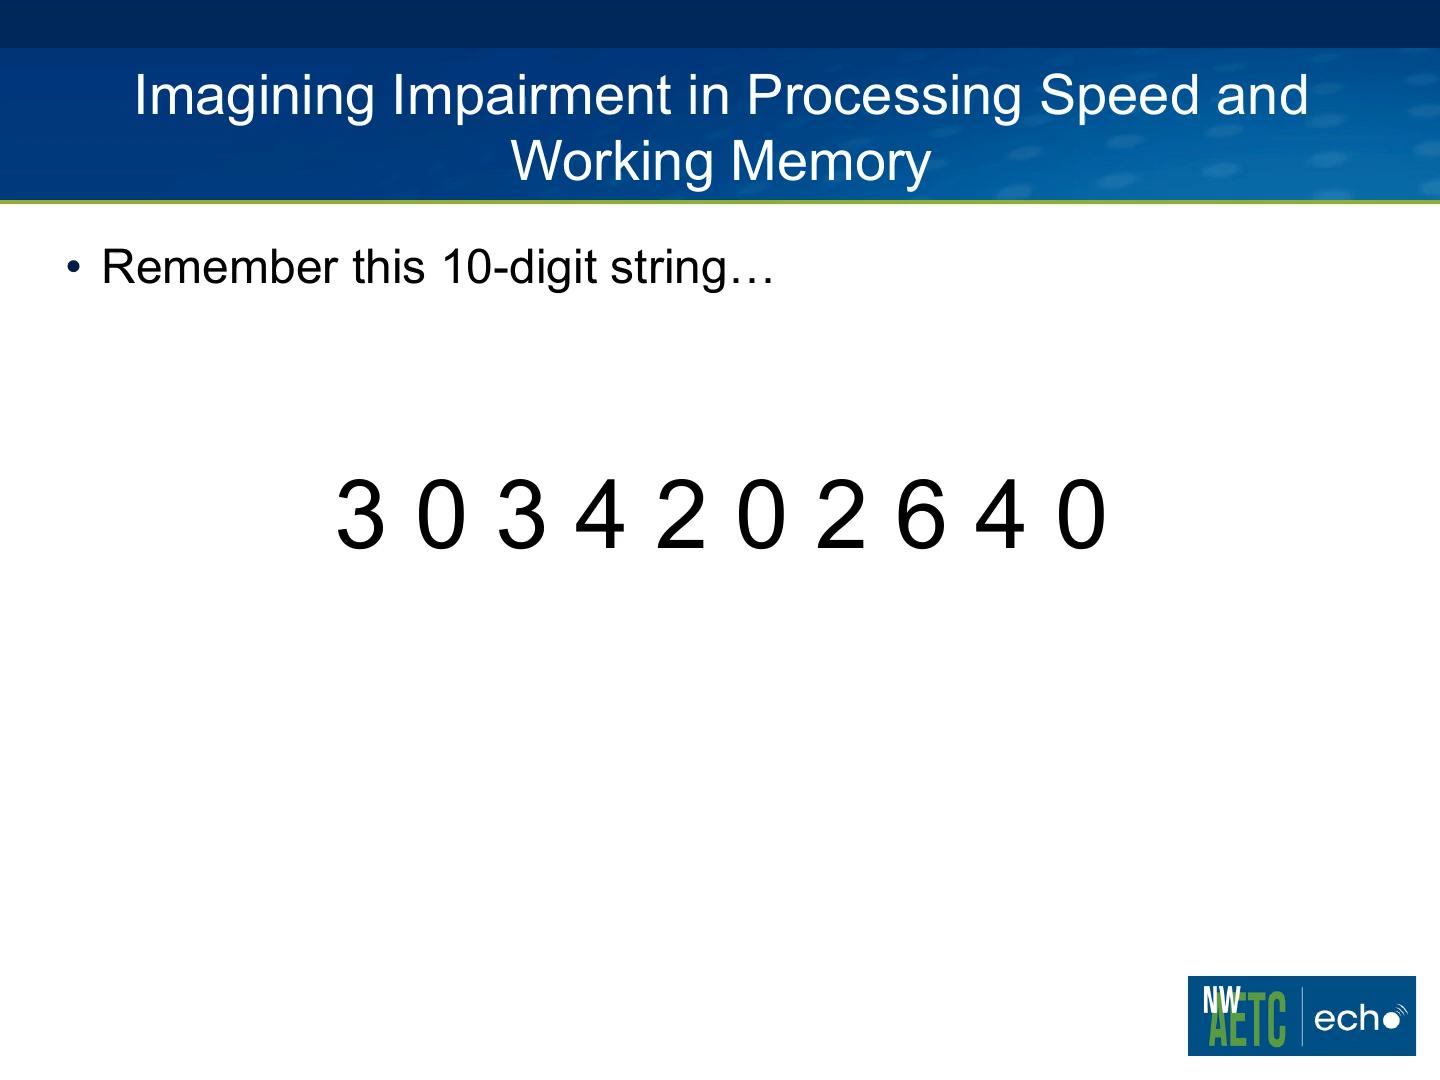 Imagining Impairment in Processing Speed and
Working Memory
• Remember this 10-digit string…
3 0 3 4 2 0 2 6 4 0
NW
AETC
echo